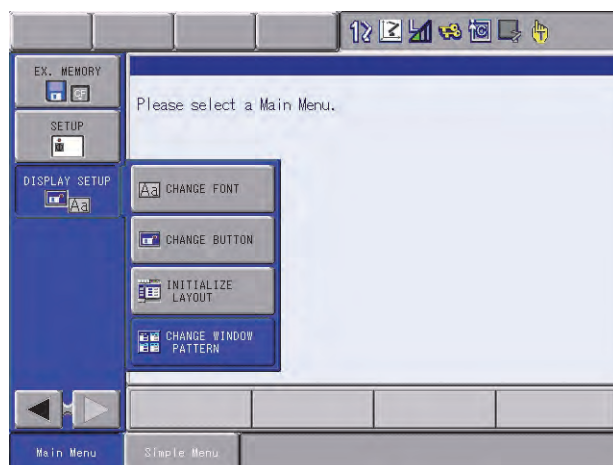 EX. MEMORY
CF
Please select a Main Menu.
SETUP
DISPLAY SETUP
Aa
Aa CHANGE FONT
CHANGE BUTTON
INITIALIZE
LAYOUT
CHANGE WINDOW
PATTERN
Main Menu
Simple Menu